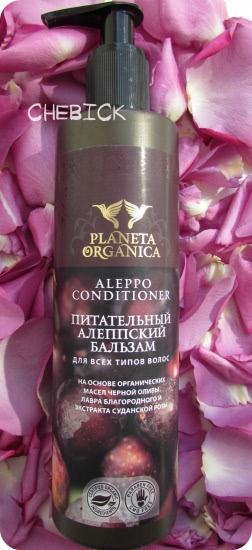 CHEBICK
PLANETA
ORGANICA
ALEPPO
CONDITIONER
ПИТАТЕЛЬНЫЙ
АЛЕППСКИЙ
БАЛЬЗАМ
ДЛЯ ВСЕХ ТИПОВ ВОЛОС
НА ОСНОВЕ ОРГАНИЧЕСКИХ
МАСЕЛ ЧЕРНОЙ ОЛИВЫ,
ЛАВРА БЛАГОРОДНОГО И
ЭКСТРАКТА СУДАНСКОЙ РОЗЫ